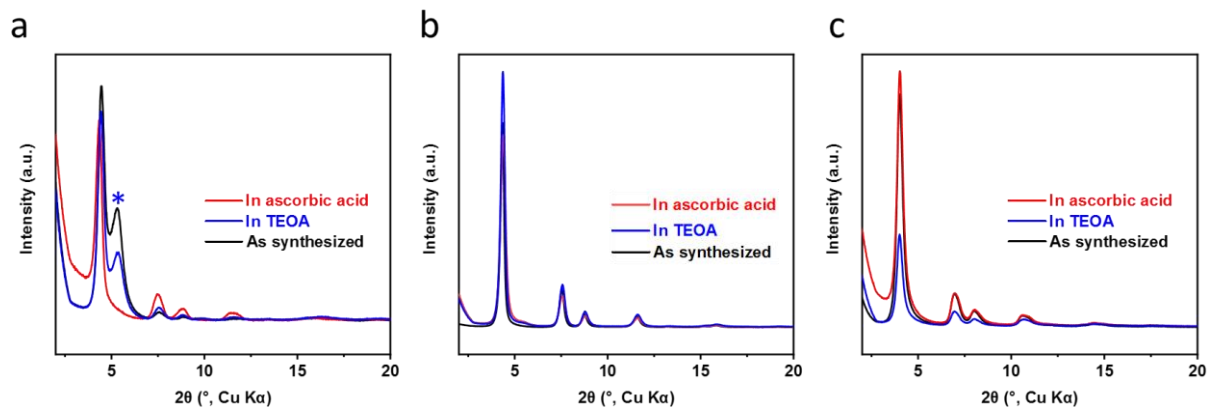 a
b
c
Intensity (a.u.)
*
In ascorbic acid
In TEOA
As synthesized
5
10
15
20
2θ (°, Cu Kα)
Intensity (a.u.)
In ascorbic acid
In TEOA
As synthesized
5
10
15
20
2θ (°, Cu Kα)
Intensity (a.u.)
In ascorbic acid
In TEOA
As synthesized
5
10
15
20
2θ (°, Cu Kα)